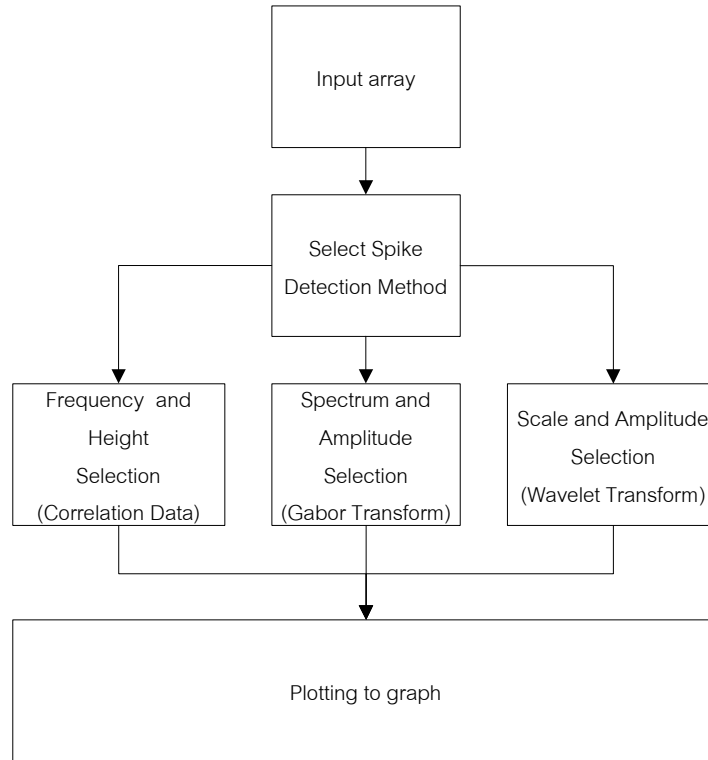 Input array
Select Spike
Detection Method
Frequency and
Height
Selection
(Correlation Data)
Spectrum and
Amplitude
Selection
(Gabor Transform)
Scale and Amplitude
Selection
(Wavelet Transform)
Plotting to graph